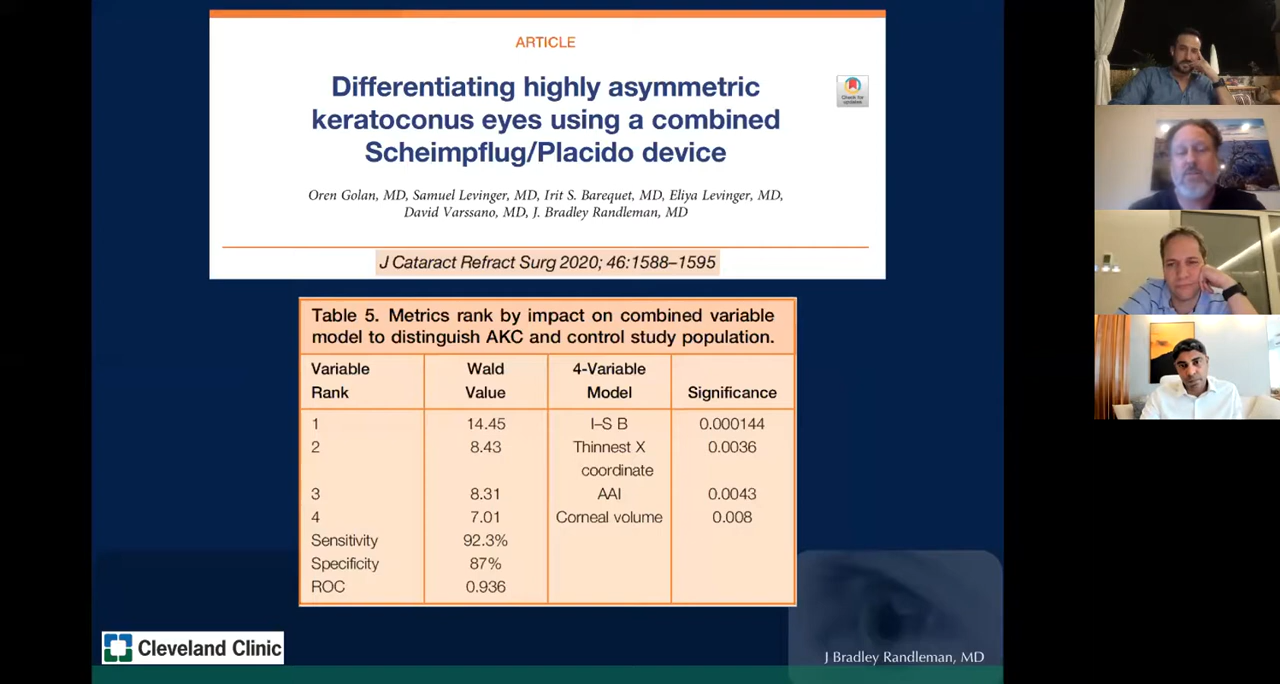 ARTICLE
Differentiating highly asymmetric
keratoconus eyes using a combined
Scheimpflug/Placido device
Check for
updates
Oren Golan, MD, Samuel Levinger, MD, Irit S. Barequet, MD, Eliya Levinger, MD,
David Varssano, MD, J. Bradley Randleman, MD
J Cataract Refract Surg 2020; 46:1588–1595
Table 5. Metrics rank by impact on combined variable
model to distinguish AKC and control study population.
Variable Wald 4-Variable
Rank Value Model Significance
1 14.45 I–S B 0.000144
2 8.43 Thinnest X 0.0036
coordinate
3 8.31 AAI 0.0043
4 7.01 Corneal volume 0.008
Sensitivity 92.3%
Specificity 87%
ROC 0.936
Cleveland Clinic
J Bradley Randleman, MD